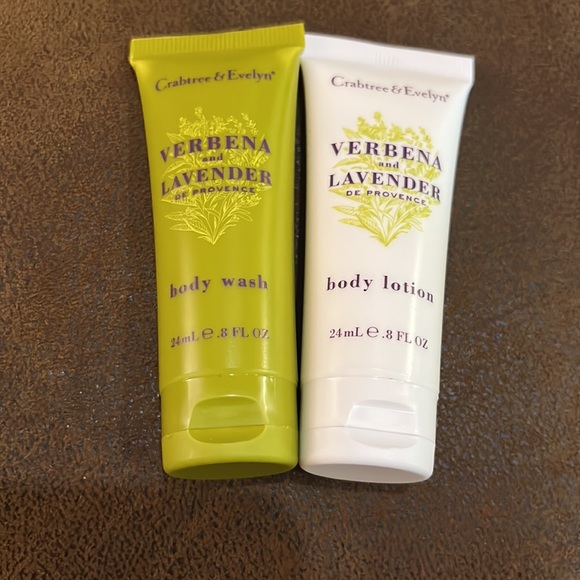 Crabtree & Evelyn®
VERBENA
and
LAVENDER
DE PROVENCE
body wash
24mL ℮ .8 FL OZ
Crabtree & Evelyn®
VERBENA
and
LAVENDER
DE PROVENCE
body lotion
24mL ℮ .8 FL OZ